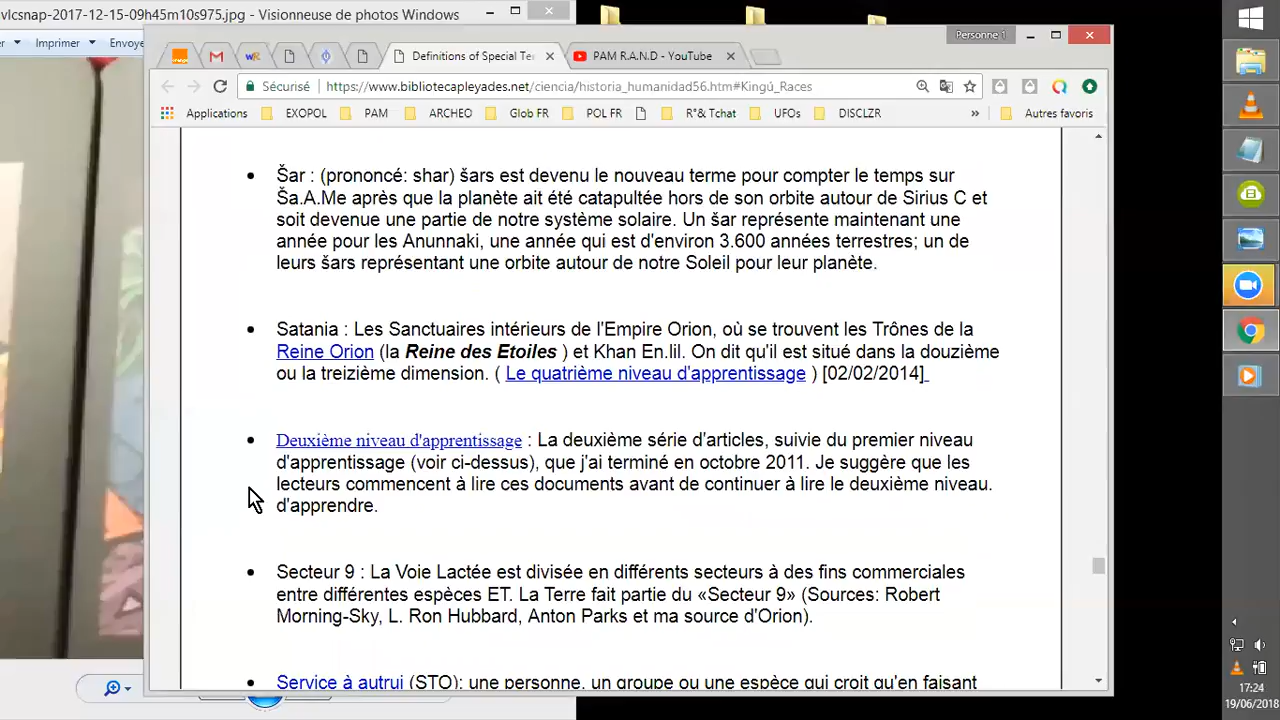 vlcsnap-2017-12-15-09h45m10s975.jpg - Visionneuse de photos Windows
Imprimer
Envoye
Personne 1
Definitions of Special Te
PAM R.A.N.D - YouTube
Sécurisé
https://www.bibliotecapleyades.net/ciencia/historia_humanidad56.htm#Kingú_Races
Applications
EXOPOL
PAM
ARCHEO
Glob FR
POL FR
R°& Tchat
UFOs
DISCLZR
»
Autres favoris
• Šar : (prononcé: shar) šars est devenu le nouveau terme pour compter le temps sur
Ša.A.Me après que la planète ait été catapultée hors de son orbite autour de Sirius C et
soit devenue une partie de notre système solaire. Un šar représente maintenant une
année pour les Anunnaki, une année qui est d'environ 3.600 années terrestres; un de
leurs šars représentant une orbite autour de notre Soleil pour leur planète.
• Satania : Les Sanctuaires intérieurs de l'Empire Orion, où se trouvent les Trônes de la
Reine Orion (la Reine des Etoiles ) et Khan En.lil. On dit qu'il est situé dans la douzième
ou la treizième dimension. ( Le quatrième niveau d'apprentissage ) [02/02/2014]
• Deuxième niveau d'apprentissage : La deuxième série d'articles, suivie du premier niveau
d'apprentissage (voir ci-dessus), que j'ai terminé en octobre 2011. Je suggère que les
lecteurs commencent à lire ces documents avant de continuer à lire le deuxième niveau.
d'apprendre.
• Secteur 9 : La Voie Lactée est divisée en différents secteurs à des fins commerciales
entre différentes espèces ET. La Terre fait partie du «Secteur 9» (Sources: Robert
Morning-Sky, L. Ron Hubbard, Anton Parks et ma source d'Orion).
• Service à autrui (STO): une personne, un groupe ou une espèce qui croit qu'en faisant
17:24
19/06/2018